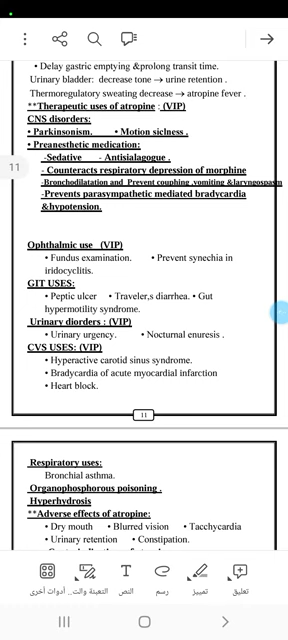 • Delay gastric emptying &prolong transit time.
Urinary bladder:  decrease tone → urine retention .
Thermoregulatory sweating decrease → atropine fever .
**Therapeutic uses of atropine : (VIP)
CNS disorders:
• Parkinsonism.      • Motion siclness .
• Preanesthetic medication:
-Sedative      - Antisialagogue .
- Counteracts respiratory depression of morphine
-Bronchodilatation and  Prevent couphing ,vomiting &laryngospasm
-Prevents parasympathetic mediated bradycardia
&hypotension.
11
Ophthalmic use   (VIP)
• Fundus examination.      • Prevent synechia in
iridocyclitis.
GIT USES:
• Peptic ulcer    • Traveler,s diarrhea. • Gut
hypermotility syndrome.
Urinary diorders : (VIP)
• Urinary urgency.        • Nocturnal enuresis .
CVS USES: (VIP)
• Hyperactive carotid sinus syndrome.
• Bradycardia of acute myocardial infarction
• Heart block.
11
Respiratory uses:
Bronchial asthma.
Organophosphorous poisoning .
Hyperhydrosis
**Adverse effects of atropine:
• Dry mouth    • Blurred vision    • Tacchycardia
• Urinary retention    • Constipation.
تعليق
تمييز
رسم
النص
التعبئة والت...
أدوات أخرى